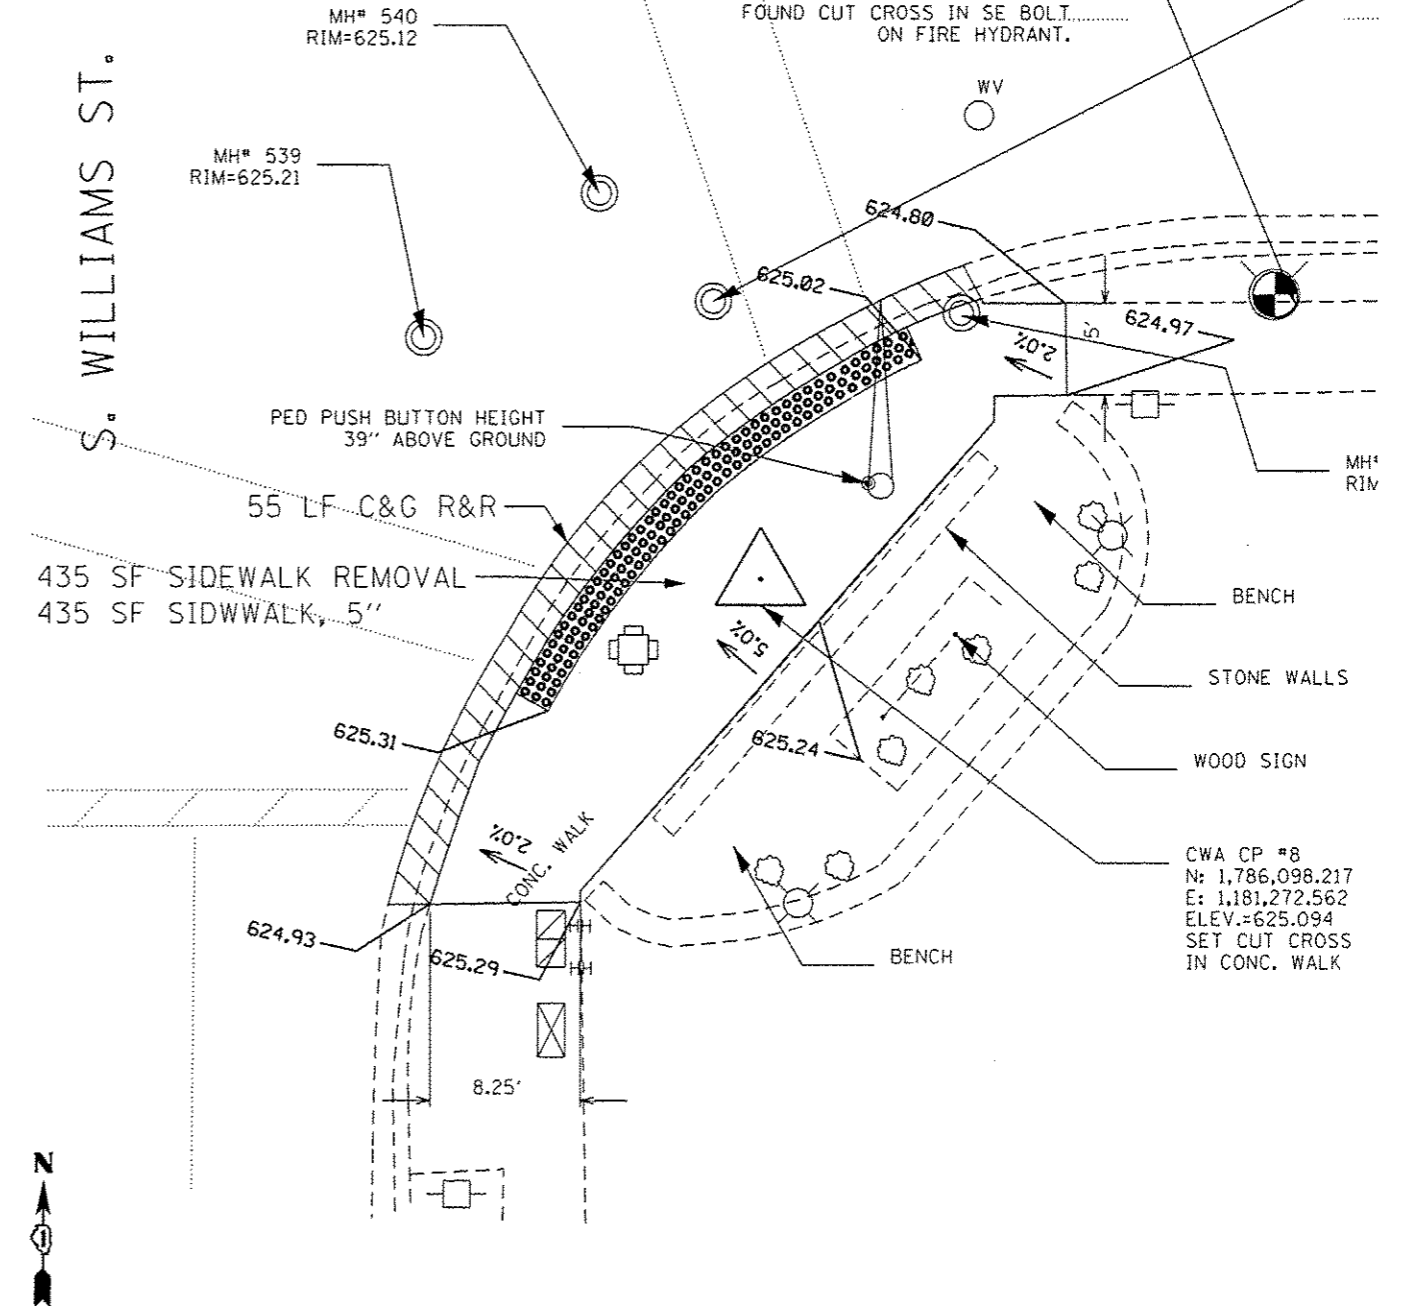 MH# 540
RIM=625.12
FOUND CUT CROSS IN SE BOLT
ON FIRE HYDRANT.
WV
S. WILLIAMS ST.
MH# 539
RIM=625.21
624.80
625.02
624.97
5'
2.0%
PED PUSH BUTTON HEIGHT
39" ABOVE GROUND
MH#
RIM
55 LF C&G R&R
435 SF SIDEWALK REMOVAL
435 SF SIDWWALK, 5"
BENCH
5.0%
STONE WALLS
625.31
625.24
WOOD SIGN
2.0%
CONC. WALK
CWA CP #8
N: 1,786,098.217
E: 1,181,272.562
ELEV.=625.094
SET CUT CROSS
IN CONC. WALK
624.93
625.29
BENCH
8.25'
N